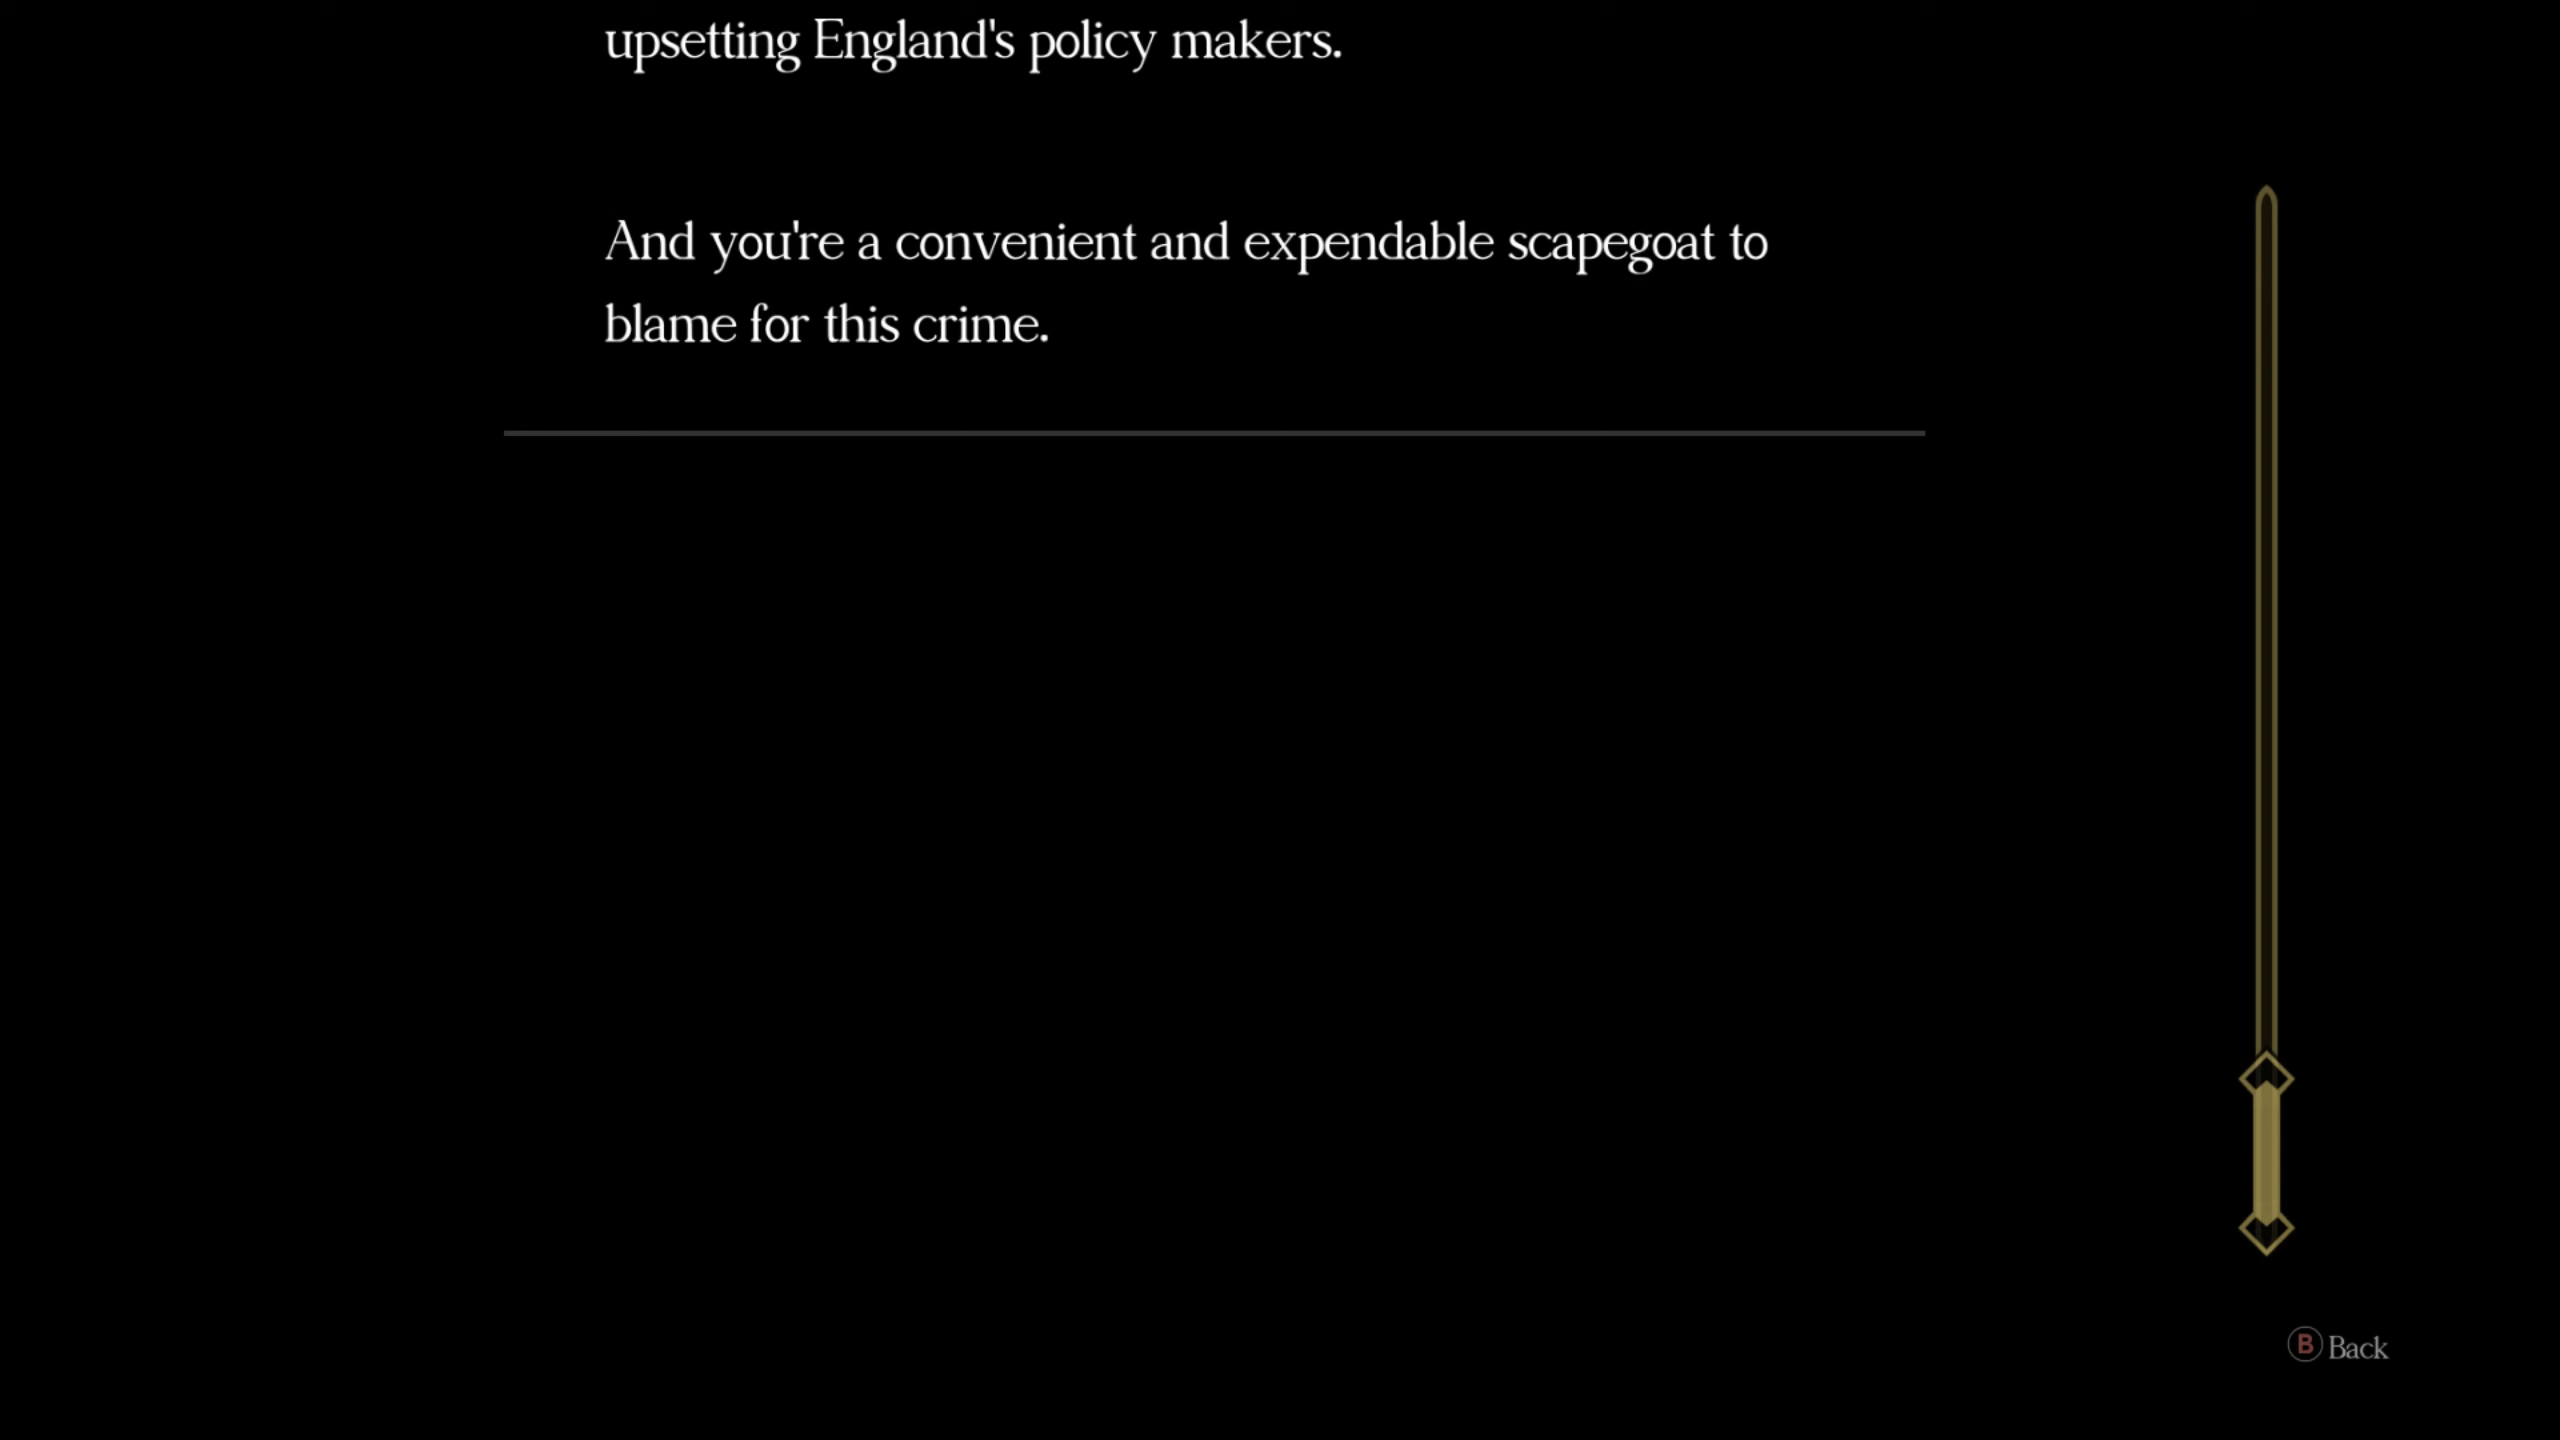 upsetting England's policy makers.
And you're a convenient and expendable scapegoat to
blame for this crime.
B Back